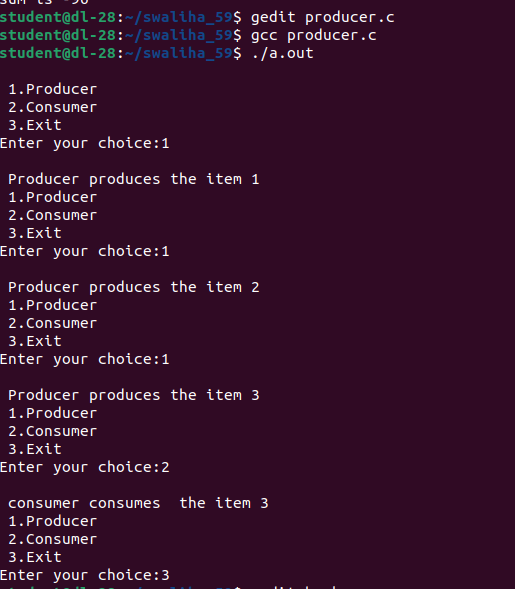 sum is -90
student@dl-28:~/swaliha_59$ gedit producer.c
student@dl-28:~/swaliha_59$ gcc producer.c
student@dl-28:~/swaliha_59$ ./a.out
1.Producer
2.Consumer
3.Exit
Enter your choice:1
Producer produces the item 1
1.Producer
2.Consumer
3.Exit
Enter your choice:1
Producer produces the item 2
1.Producer
2.Consumer
3.Exit
Enter your choice:1
Producer produces the item 3
1.Producer
2.Consumer
3.Exit
Enter your choice:2
consumer consumes  the item 3
1.Producer
2.Consumer
3.Exit
Enter your choice:3